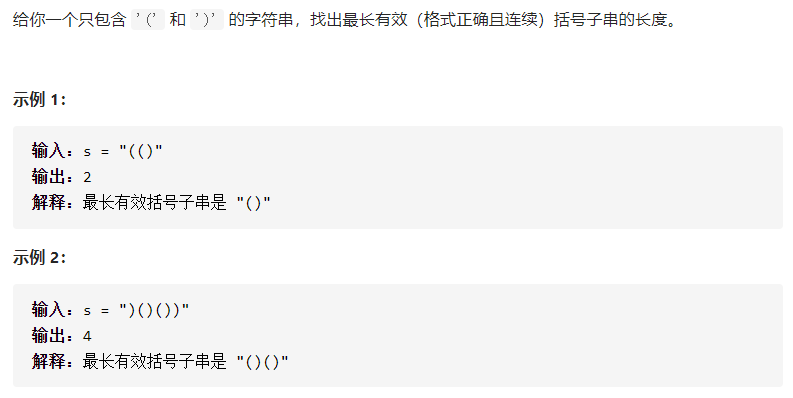 给你一个只包含 '(' 和 ')' 的字符串，找出最长有效（格式正确且连续）括号子串的长度。
示例 1：
输入：s = "(()"
输出：2
解释：最长有效括号子串是 "()"
示例 2：
输入：s = ")()())"
输出：4
解释：最长有效括号子串是 "()()"